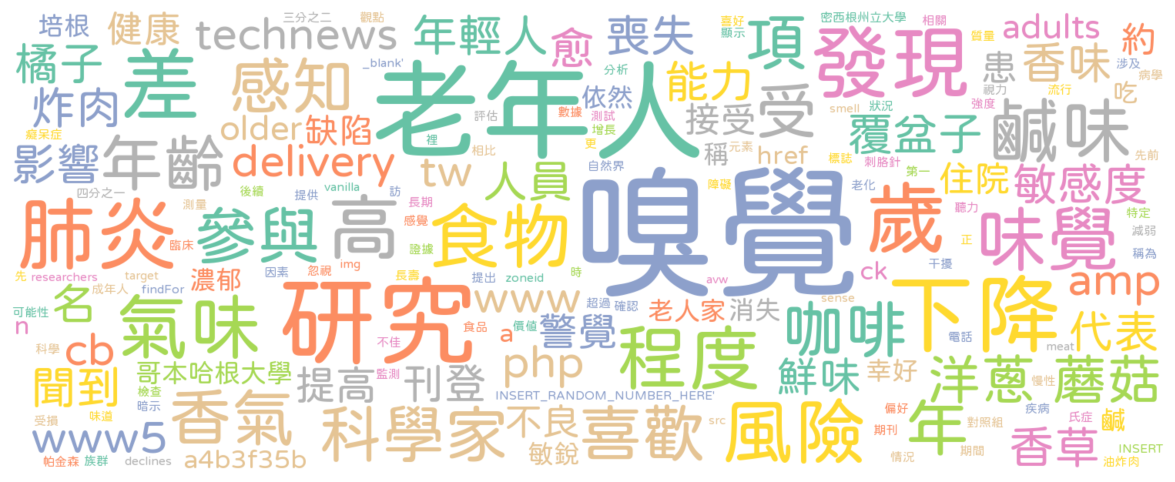 培根
健康
三分之二
觀點
technews
年輕人
愈
喪失
喜好
顯示
項
密西根州立大學
發現
相關
質量
adults
約
涉及
橘子
差
感知
_blank'
老年人
分析
能力
患
香味
病學
炸肉
癡呆症
older
缺陷
裡
評估
依然
數據
測試
增長
接受
受
smell
狀況
覆盆子
強度
視力
流行
吃
鹹味
影響
年齡
delivery
tw
相比
人員
更
自然界
稱
元素
href
障礙
老化
標誌
刺胳針
第一
住院
敏感度
先前
四分之一
測量
後續
vanilla
提供
訪
長期
感覺
嗅覺
歲
聽力
特定
減弱
肺炎
臨床
參與
高
證據
食物
味覺
正
稱為
先
researchers
target
濃郁
因素
忽視
img
長壽
提出
zoneid
時
avw
ck
干擾
amp
可能性
名
成年人
findFor
www
超過
確認
老人家
消失
sense
下降
n
氣味
研究
食品
價值
a
警覺
咖啡
電話
代表
科學
cb
不佳
php
程度
meat
聞到
哥本哈根大學
檢查
提高
監測
刊登
鮮味
幸好
洋蔥
慢性
蘑菇
受損
味道
暗示
香氣
INSERT_RANDOM_NUMBER_HERE'
偏好
疾病
氏症
鹹
www5
科學家
不良
敏銳
喜歡
src
風險
期刊
年
對照組
香草
INSERT
帕金森
族群
declines
a4b3f35b
情況
期間
油炸肉